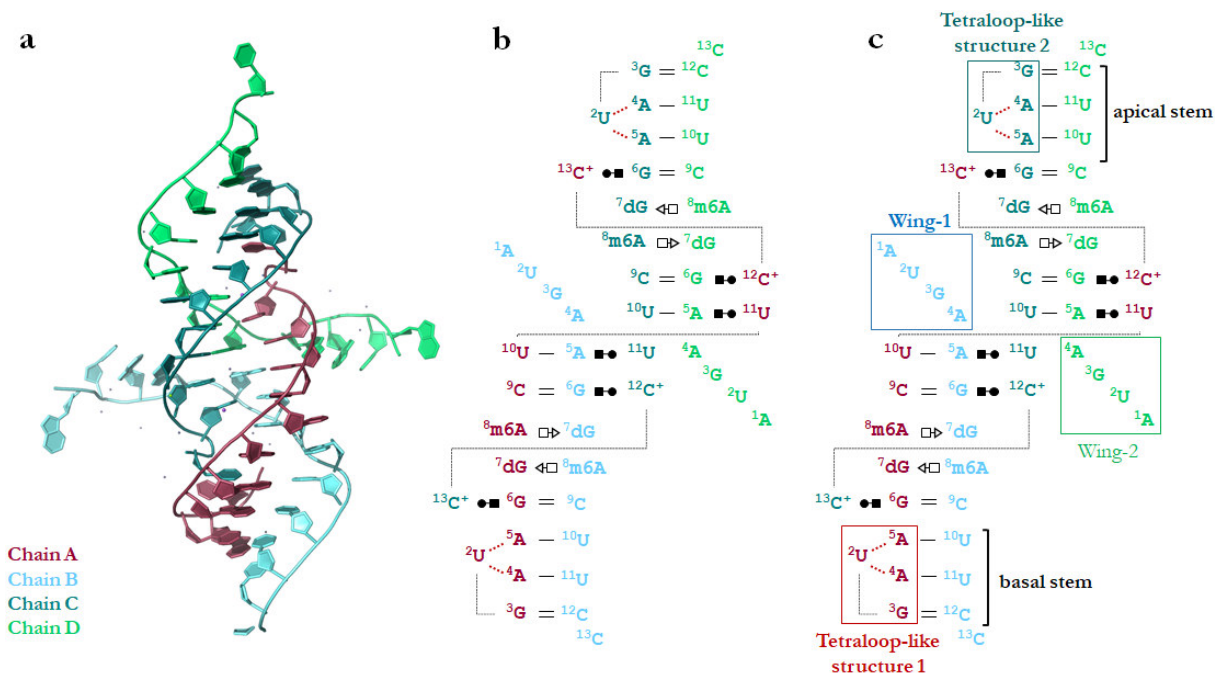 a
Chain A
Chain B
Chain C
Chain D
b
¹³C
³G = ¹²C
⁴A — ¹¹U
²U
⁵A — ¹⁰U
¹³C⁺ ⁶G = ⁹C
⁷dG ⁸m6A
⁸m6A ⁷dG
¹A
²U
³G
⁴A
⁹C = ⁶G ¹²C⁺
¹⁰U — ⁵A ¹¹U
¹⁰U — ⁵A ¹¹U
⁴A
³G
²U
¹A
⁹C = ⁶G ¹²C⁺
⁸m6A ⁷dG
⁷dG ⁸m6A
¹³C⁺ ⁶G = ⁹C
⁵A — ¹⁰U
²U
⁴A — ¹¹U
³G = ¹²C
¹³C
c
Tetraloop-like
structure 2
¹³C
³G = ¹²C
⁴A — ¹¹U
²U
⁵A — ¹⁰U
apical stem
¹³C⁺ ⁶G = ⁹C
⁷dG ⁸m6A
⁸m6A ⁷dG
Wing-1
¹A
²U
³G
⁴A
⁹C = ⁶G ¹²C⁺
¹⁰U — ⁵A ¹¹U
¹⁰U — ⁵A ¹¹U
⁴A
³G
²U
¹A
Wing-2
⁹C = ⁶G ¹²C⁺
⁸m6A ⁷dG
⁷dG ⁸m6A
¹³C⁺ ⁶G = ⁹C
⁵A — ¹⁰U
²U
⁴A — ¹¹U
³G = ¹²C
¹³C
basal stem
Tetraloop-like
structure 1